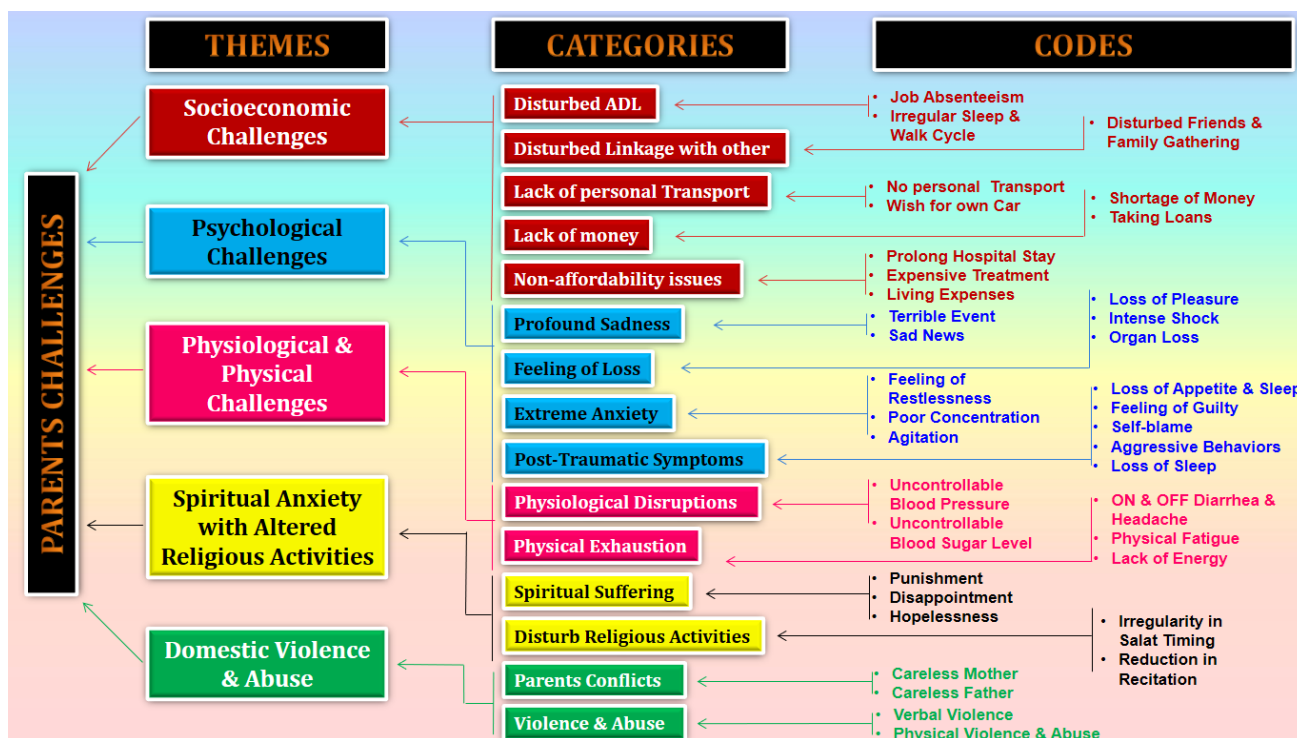 THEMES
CATEGORIES
CODES
PARENTS CHALLENGES
Socioeconomic
Challenges
Psychological
Challenges
Physiological &
Physical
Challenges
Spiritual Anxiety
with Altered
Religious Activities
Domestic Violence
& Abuse
Disturbed ADL
Disturbed Linkage with other
Lack of personal Transport
Lack of money
Non-affordability issues
Profound Sadness
Feeling of Loss
Extreme Anxiety
Post-Traumatic Symptoms
Physiological Disruptions
Physical Exhaustion
Spiritual Suffering
Disturb Religious Activities
Parents Conflicts
Violence & Abuse
• Job Absenteeism
• Irregular Sleep &
Walk Cycle
• Disturbed Friends &
Family Gathering
• No personal Transport
• Wish for own Car
• Shortage of Money
• Taking Loans
• Prolong Hospital Stay
• Expensive Treatment
• Living Expenses
• Terrible Event
• Sad News
• Loss of Pleasure
• Intense Shock
• Organ Loss
• Feeling of
Restlessness
• Poor Concentration
• Agitation
• Loss of Appetite & Sleep
• Feeling of Guilty
• Self-blame
• Aggressive Behaviors
• Loss of Sleep
• Uncontrollable
Blood Pressure
• Uncontrollable
Blood Sugar Level
• ON & OFF Diarrhea &
Headache
• Physical Fatigue
• Lack of Energy
• Punishment
• Disappointment
• Hopelessness
• Irregularity in
Salat Timing
• Reduction in
Recitation
• Careless Mother
• Careless Father
• Verbal Violence
• Physical Violence & Abuse